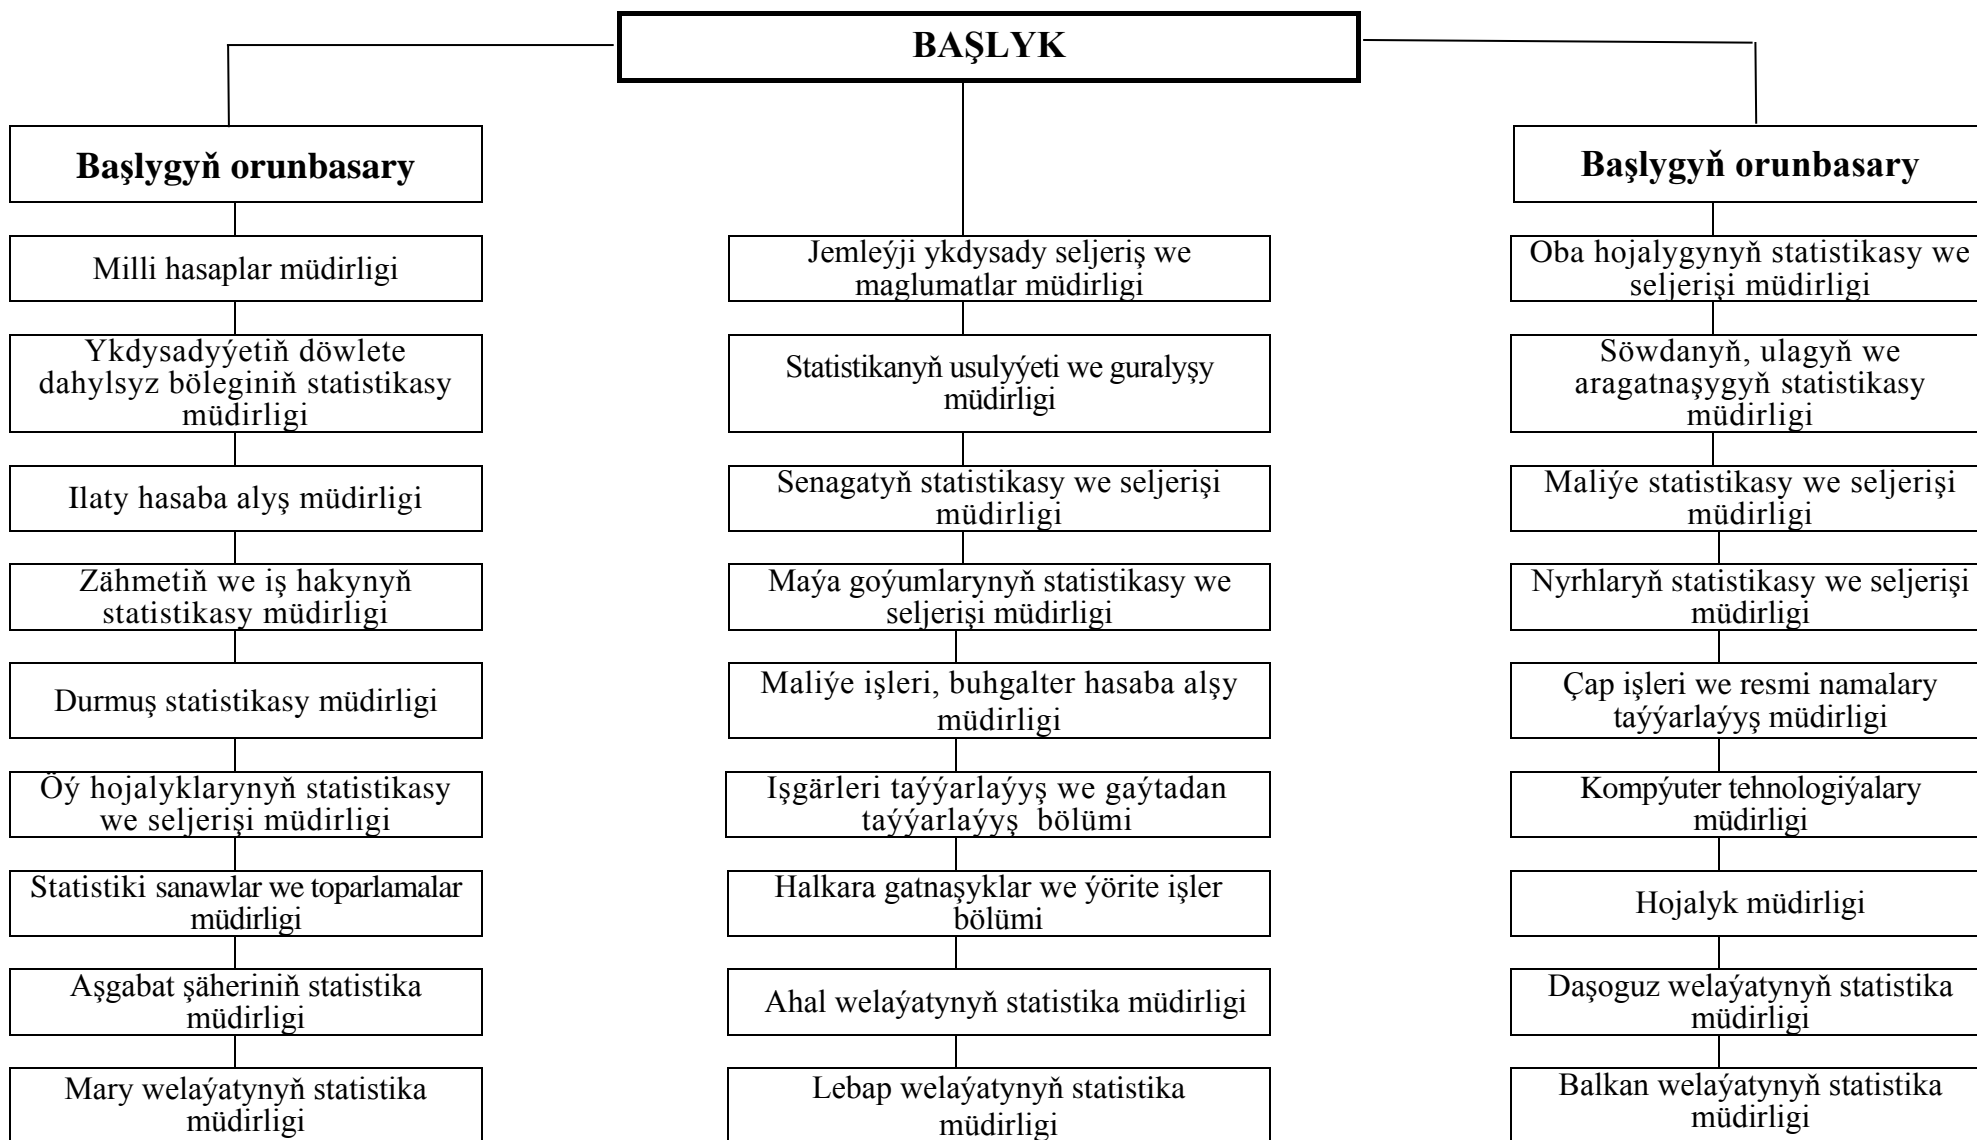 BAŞLYK
Başlygyň orunbasary
Milli hasaplar müdirligi
Ykdysadyýetiň döwlete
dahylsyz böleginiň statistikasy
müdirligi
Ilaty hasaba alyş müdirligi
Zähmetiň we iş hakynyň
statistikasy müdirligi
Durmuş statistikasy müdirligi
Öý hojalyklarynyň statistikasy
we seljerişi müdirligi
Statistiki sanawlar we toparlamalar
müdirligi
Aşgabat şäheriniň statistika
müdirligi
Mary welaýatynyň statistika
müdirligi
Jemleýji ykdysady seljeriş we
maglumatlar müdirligi
Statistikanyň usulyýeti we guralyşy
müdirligi
Senagatyň statistikasy we seljerişi
müdirligi
Maýa goýumlarynyň statistikasy we
seljerişi müdirligi
Maliýe işleri, buhgalter hasaba alşy
müdirligi
Işgärleri taýýarlaýyş we gaýtadan
taýýarlaýyş bölümi
Halkara gatnaşyklar we ýörite işler
bölümi
Ahal welaýatynyň statistika müdirligi
Lebap welaýatynyň statistika
müdirligi
Başlygyň orunbasary
Oba hojalygynyň statistikasy we
seljerişi müdirligi
Söwdanyň, ulagyň we
aragatnaşygyň statistikasy
müdirligi
Maliýe statistikasy we seljerişi
müdirligi
Nyrhlaryň statistikasy we seljerişi
müdirligi
Çap işleri we resmi namalary
taýýarlaýyş müdirligi
Kompýuter tehnologiýalary
müdirligi
Hojalyk müdirligi
Daşoguz welaýatynyň statistika
müdirligi
Balkan welaýatynyň statistika
müdirligi